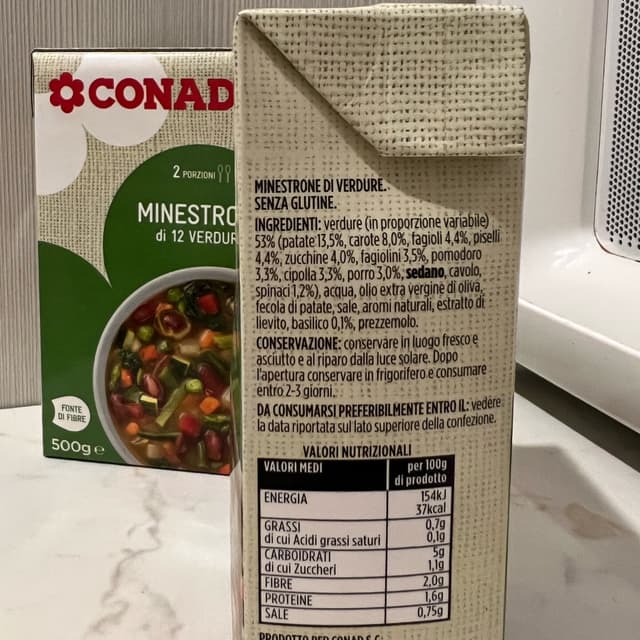 CONAD
2 PORZIONI
MINESTRO
di 12 VERDUR
FONTE
DI FIBRE
500g e
MINESTRONE DI VERDURE.
SENZA GLUTINE.
INGREDIENTI: verdure (in proporzione variabile)
53% (patate 13,5%, carote 8,0%, fagioli 4,4%, piselli
4,4%, zucchine 4,0%, fagiolini 3,5%, pomodoro
3,3%, cipolla 3,3%, porro 3,0%, sedano, cavolo,
spinaci 1,2%), acqua, olio extra vergine di oliva,
fecola di patate, sale, aromi naturali, estratto di
lievito, basilico 0,1%, prezzemolo.
CONSERVAZIONE: conservare in luogo fresco e
asciutto e al riparo dalla luce solare. Dopo
l'apertura conservare in frigorifero e consumare
entro 2-3 giorni.
DA CONSUMARSI PREFERIBILMENTE ENTRO IL: vedere
la data riportata sul lato superiore della confezione.
VALORI NUTRIZIONALI
VALORI MEDI per 100g
di prodotto
ENERGIA 154kJ
37kcal
GRASSI 0,7g
di cui Acidi grassi saturi 0,1g
CARBOIDRATI 5g
di cui Zuccheri 1,1g
FIBRE 2,0g
PROTEINE 1,6g
SALE 0,75g
PRODOTTO PER CONAD S.C.